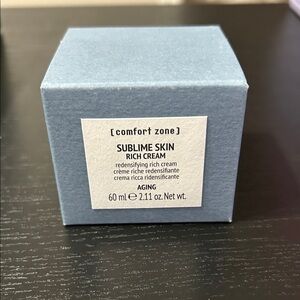 [ comfort zone ]
SUBLIME SKIN
RICH CREAM
redensifying rich cream
crème riche redensifiante
crema ricca ridensificante
AGING
60 ml ℮ 2.11 oz. Net wt.